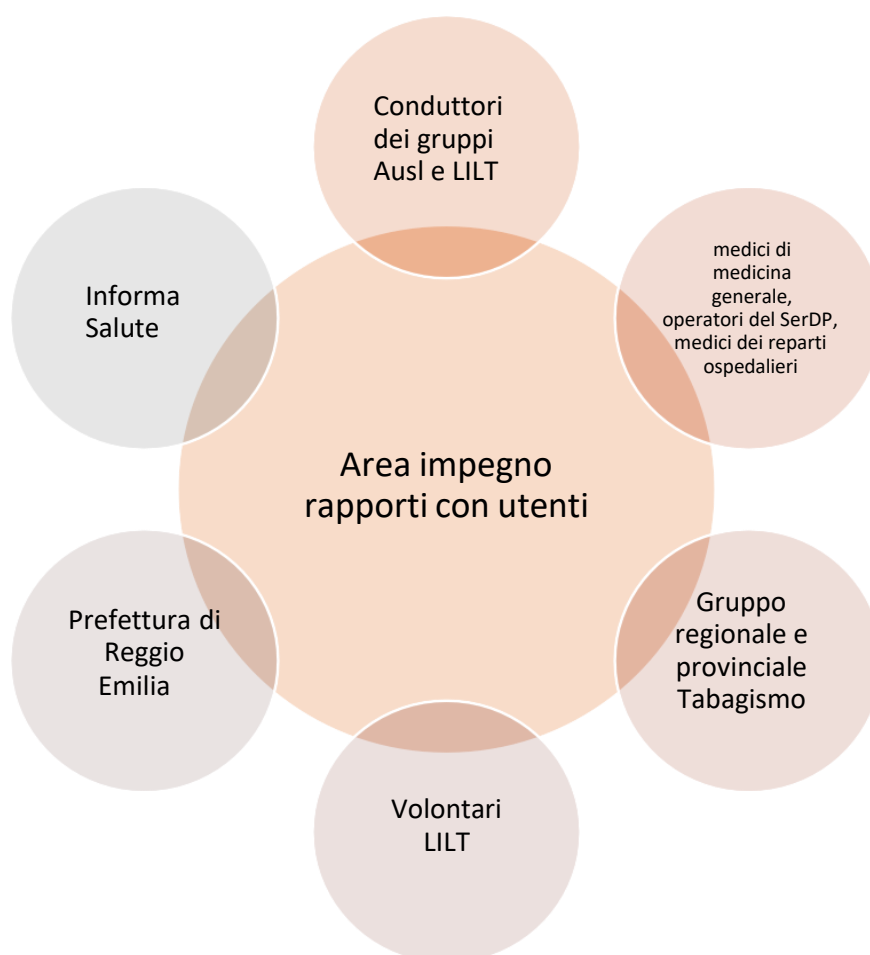 Conduttori
dei gruppi
Ausl e LILT
medici di
medicina
generale,
operatori del SerDP,
medici dei reparti
ospedalieri
Informa
Salute
Area impegno
rapporti con utenti
Gruppo
regionale e
provinciale
Tabagismo
Prefettura di
Reggio
Emilia
Volontari
LILT